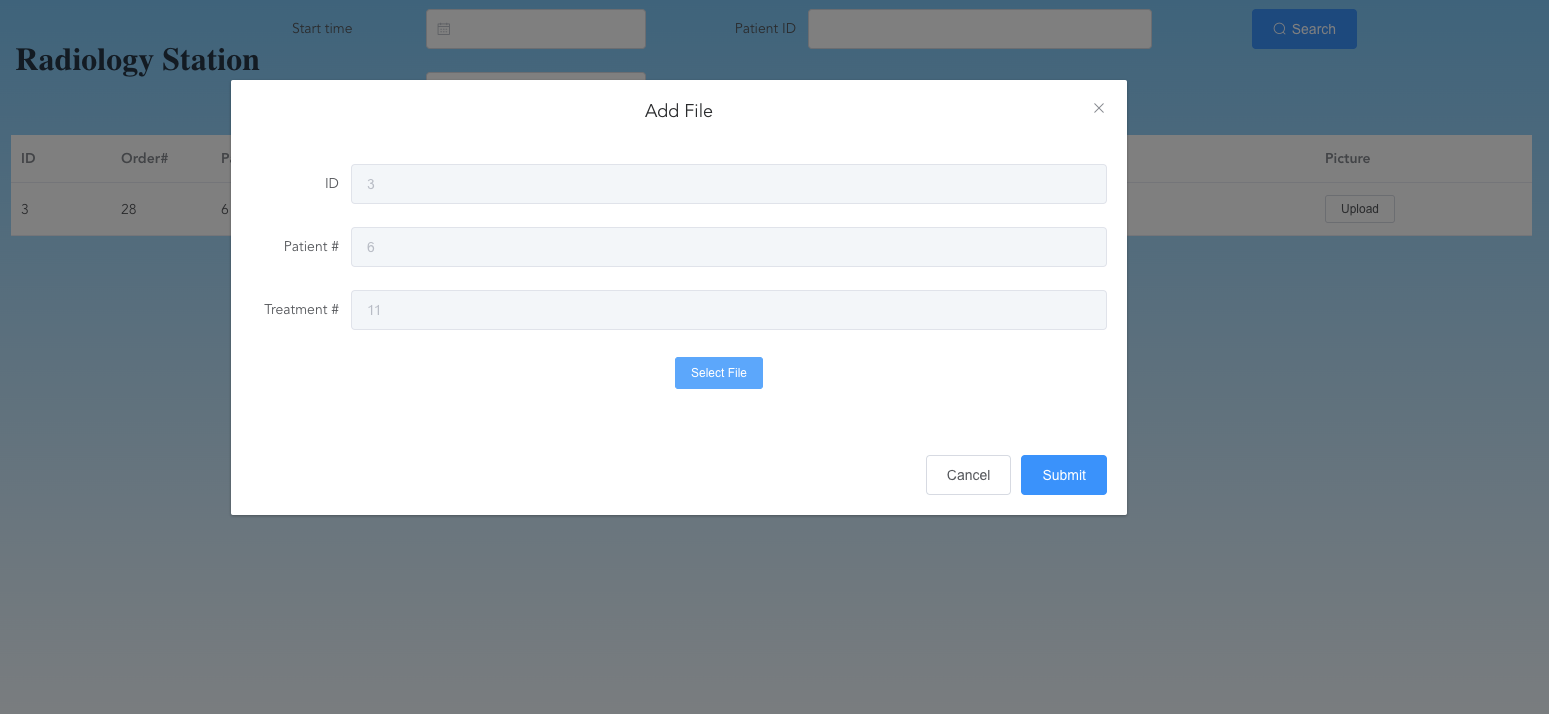 Start time
Patient ID
Search
Radiology Station
Add File
ID
Order#
Picture
ID
3
3
28
6
Upload
Patient #
6
Treatment #
11
Select File
Cancel
Submit